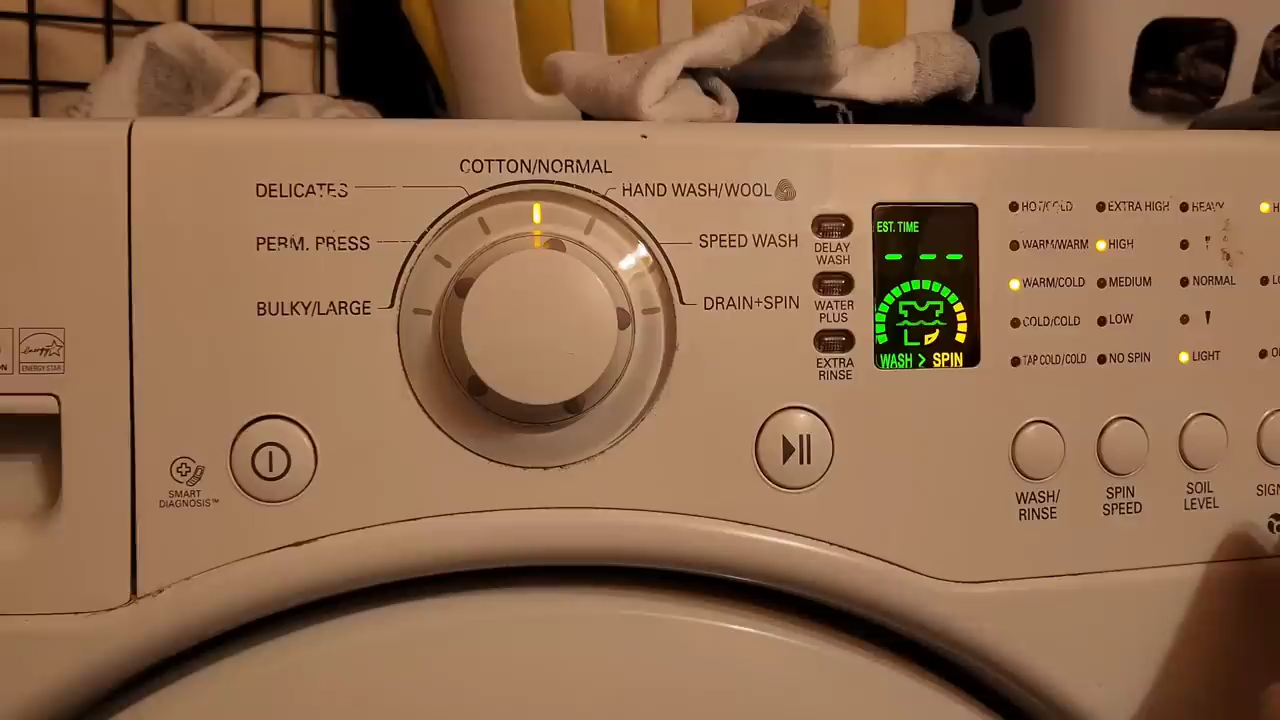 COTTON/NORMAL
DELICATES
HAND WASH/WOOL
PERM. PRESS
SPEED WASH
BULKY/LARGE
DRAIN+SPIN
DELAY
WASH
WATER
PLUS
EXTRA
RINSE
EST. TIME
WASH > SPIN
HOT/COLD
WARM/WARM
WARM/COLD
COLD/COLD
TAP COLD/COLD
EXTRA HIGH
HIGH
MEDIUM
LOW
NO SPIN
HEAVY
NORMAL
LIGHT
ENERGY STAR
SMART
DIAGNOSIS™
WASH/
RINSE
SPIN
SPEED
SOIL
LEVEL